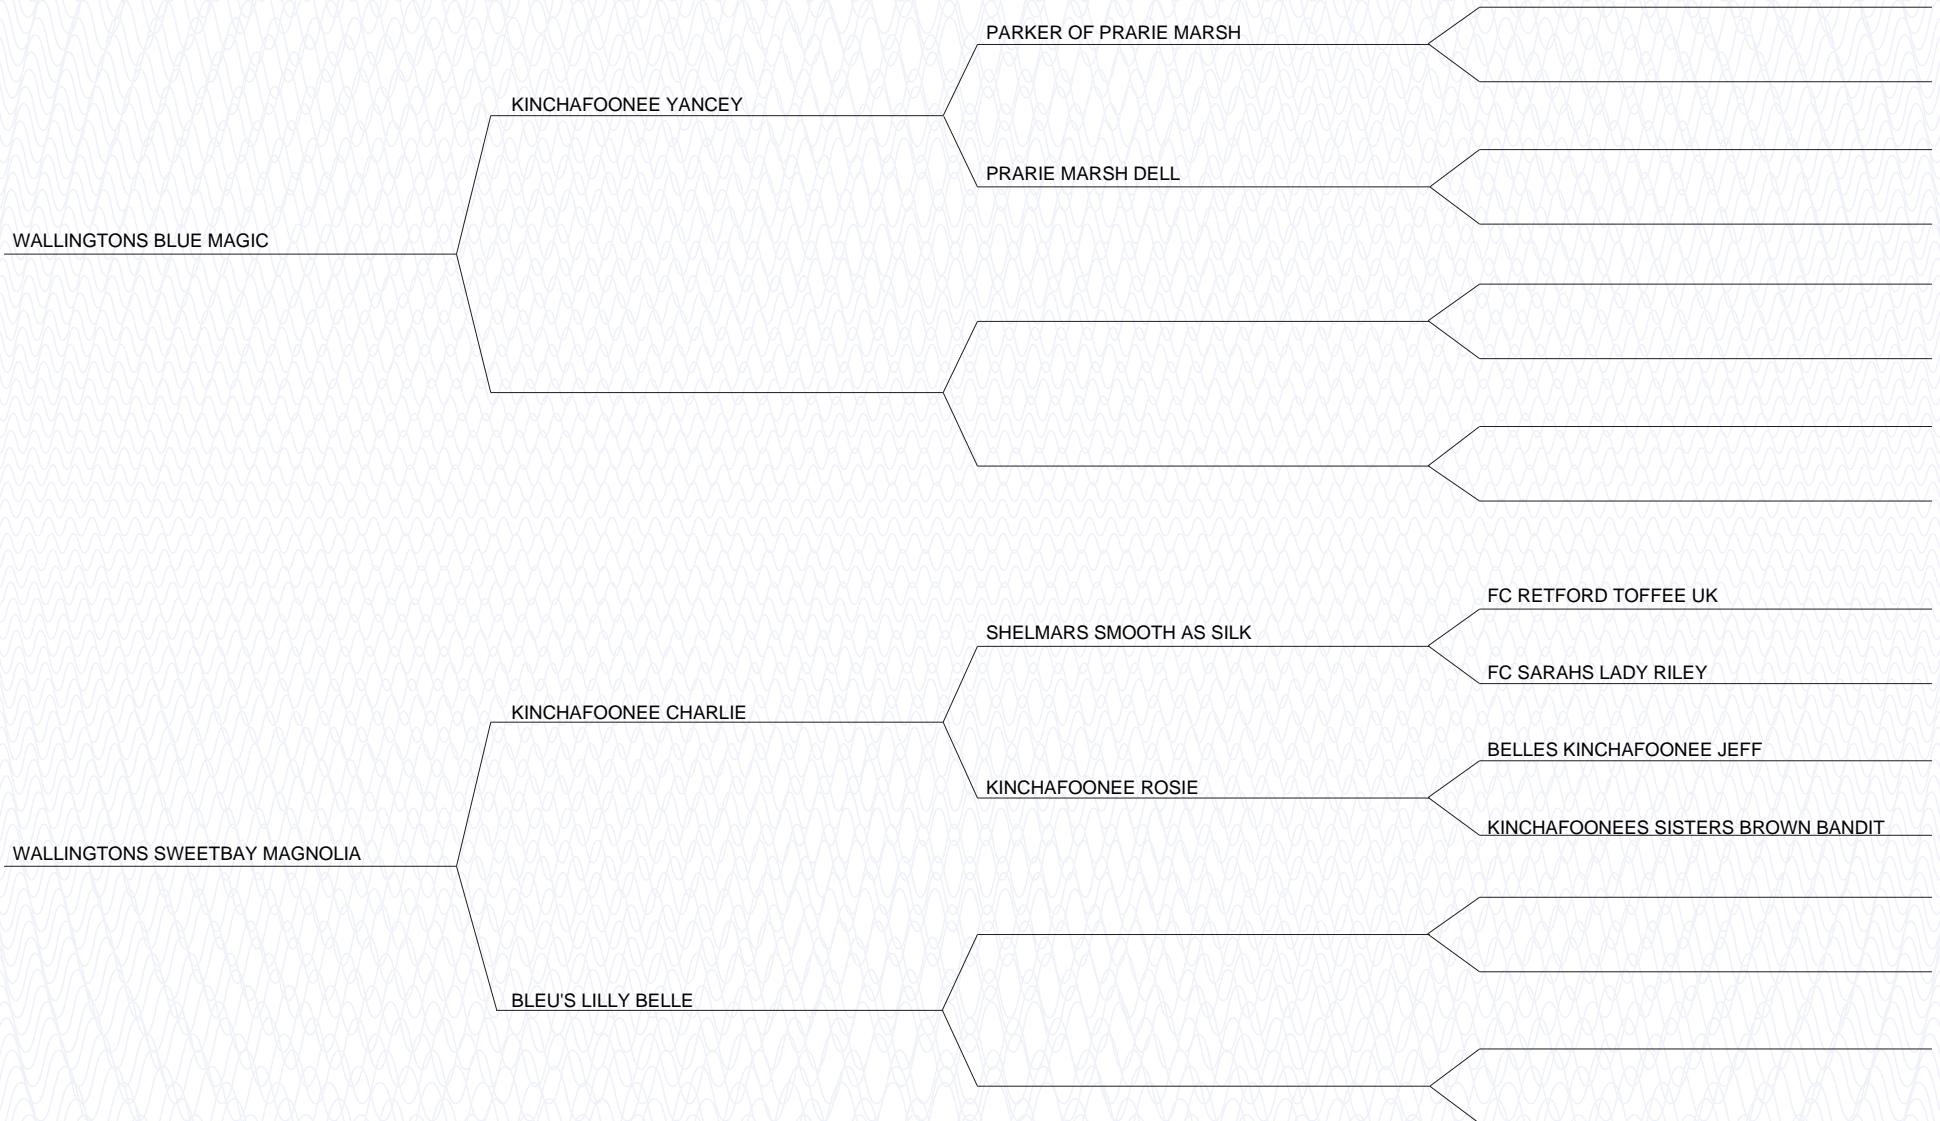 PARKER OF PRARIE MARSH
KINCHAFOONEE YANCEY
PRARIE MARSH DELL
WALLINGTONS BLUE MAGIC
FC RETFORD TOFFEE UK
SHELMARS SMOOTH AS SILK
FC SARAHS LADY RILEY
KINCHAFOONEE CHARLIE
BELLES KINCHAFOONEE JEFF
KINCHAFOONEE ROSIE
KINCHAFOONEES SISTERS BROWN BANDIT
WALLINGTONS SWEETBAY MAGNOLIA
BLEU'S LILLY BELLE